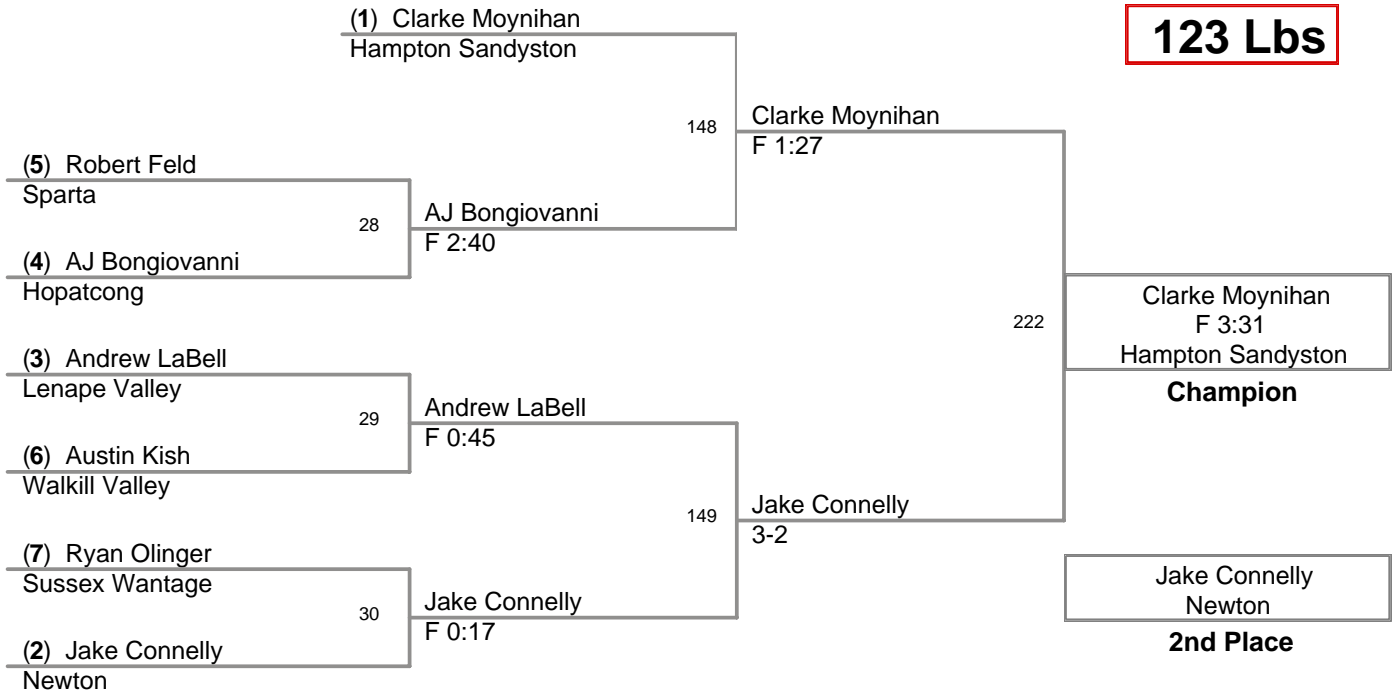 (1) Clarke Moynihan
Hampton Sandyston
123 Lbs
148
Clarke Moynihan
F 1:27
(5) Robert Feld
Sparta
28
AJ Bongiovanni
F 2:40
(4) AJ Bongiovanni
Hopatcong
222
Clarke Moynihan
F 3:31
Hampton Sandyston
Champion
(3) Andrew LaBell
Lenape Valley
29
Andrew LaBell
F 0:45
(6) Austin Kish
Walkill Valley
149
Jake Connelly
3-2
(7) Ryan Olinger
Sussex Wantage
30
Jake Connelly
F 0:17
(2) Jake Connelly
Newton
Jake Connelly
Newton
2nd Place